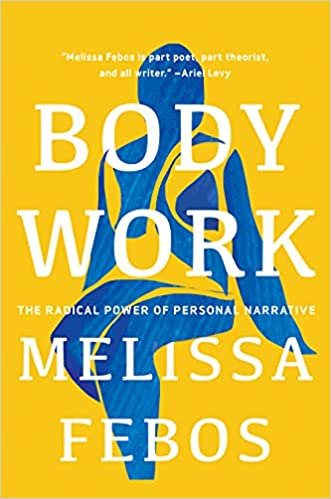 "Melissa Febos is part poet, part theorist,
and all writer." –Ariel Levy
BODY
WORK
THE RADICAL POWER OF PERSONAL NARRATIVE
MELISSA
FEBOS